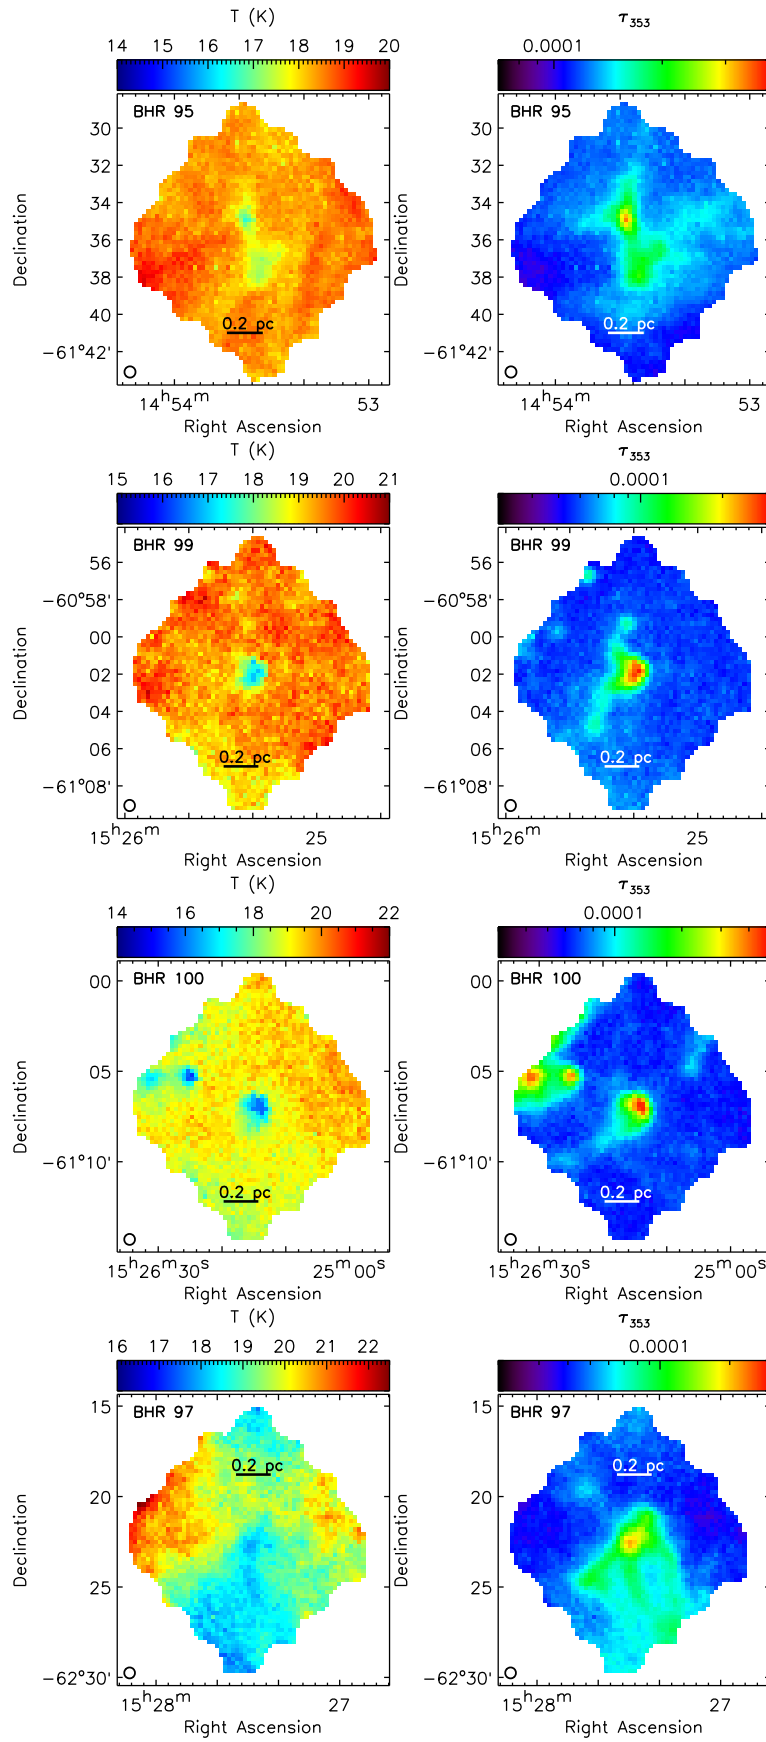 T (K) τ353
14 15 16 17 18 19 20 0.0001
BHR 95 BHR 95
30 30
32 32
34 34
36 36
38 38
40 40
−61°42' −61°42'
0.2 pc 0.2 pc
Declination Declination
14h54m 53 14h54m 53
Right Ascension Right Ascension
T (K) τ353
15 16 17 18 19 20 21 0.0001
BHR 99 BHR 99
56 56
−60°58' −60°58'
00 00
02 02
04 04
06 06
−61°08' −61°08'
0.2 pc 0.2 pc
Declination Declination
15h26m 25 15h26m 25
Right Ascension Right Ascension
T (K) τ353
14 16 18 20 22 0.0001
BHR 100 BHR 100
00 00
05 05
−61°10' −61°10'
0.2 pc 0.2 pc
Declination Declination
15h26m30s 25m00s 15h26m30s 25m00s
Right Ascension Right Ascension
T (K) τ353
16 17 18 19 20 21 22 0.0001
BHR 97 BHR 97
15 15
0.2 pc 0.2 pc
20 20
25 25
−62°30' −62°30'
Declination Declination
15h28m 27 15h28m 27
Right Ascension Right Ascension